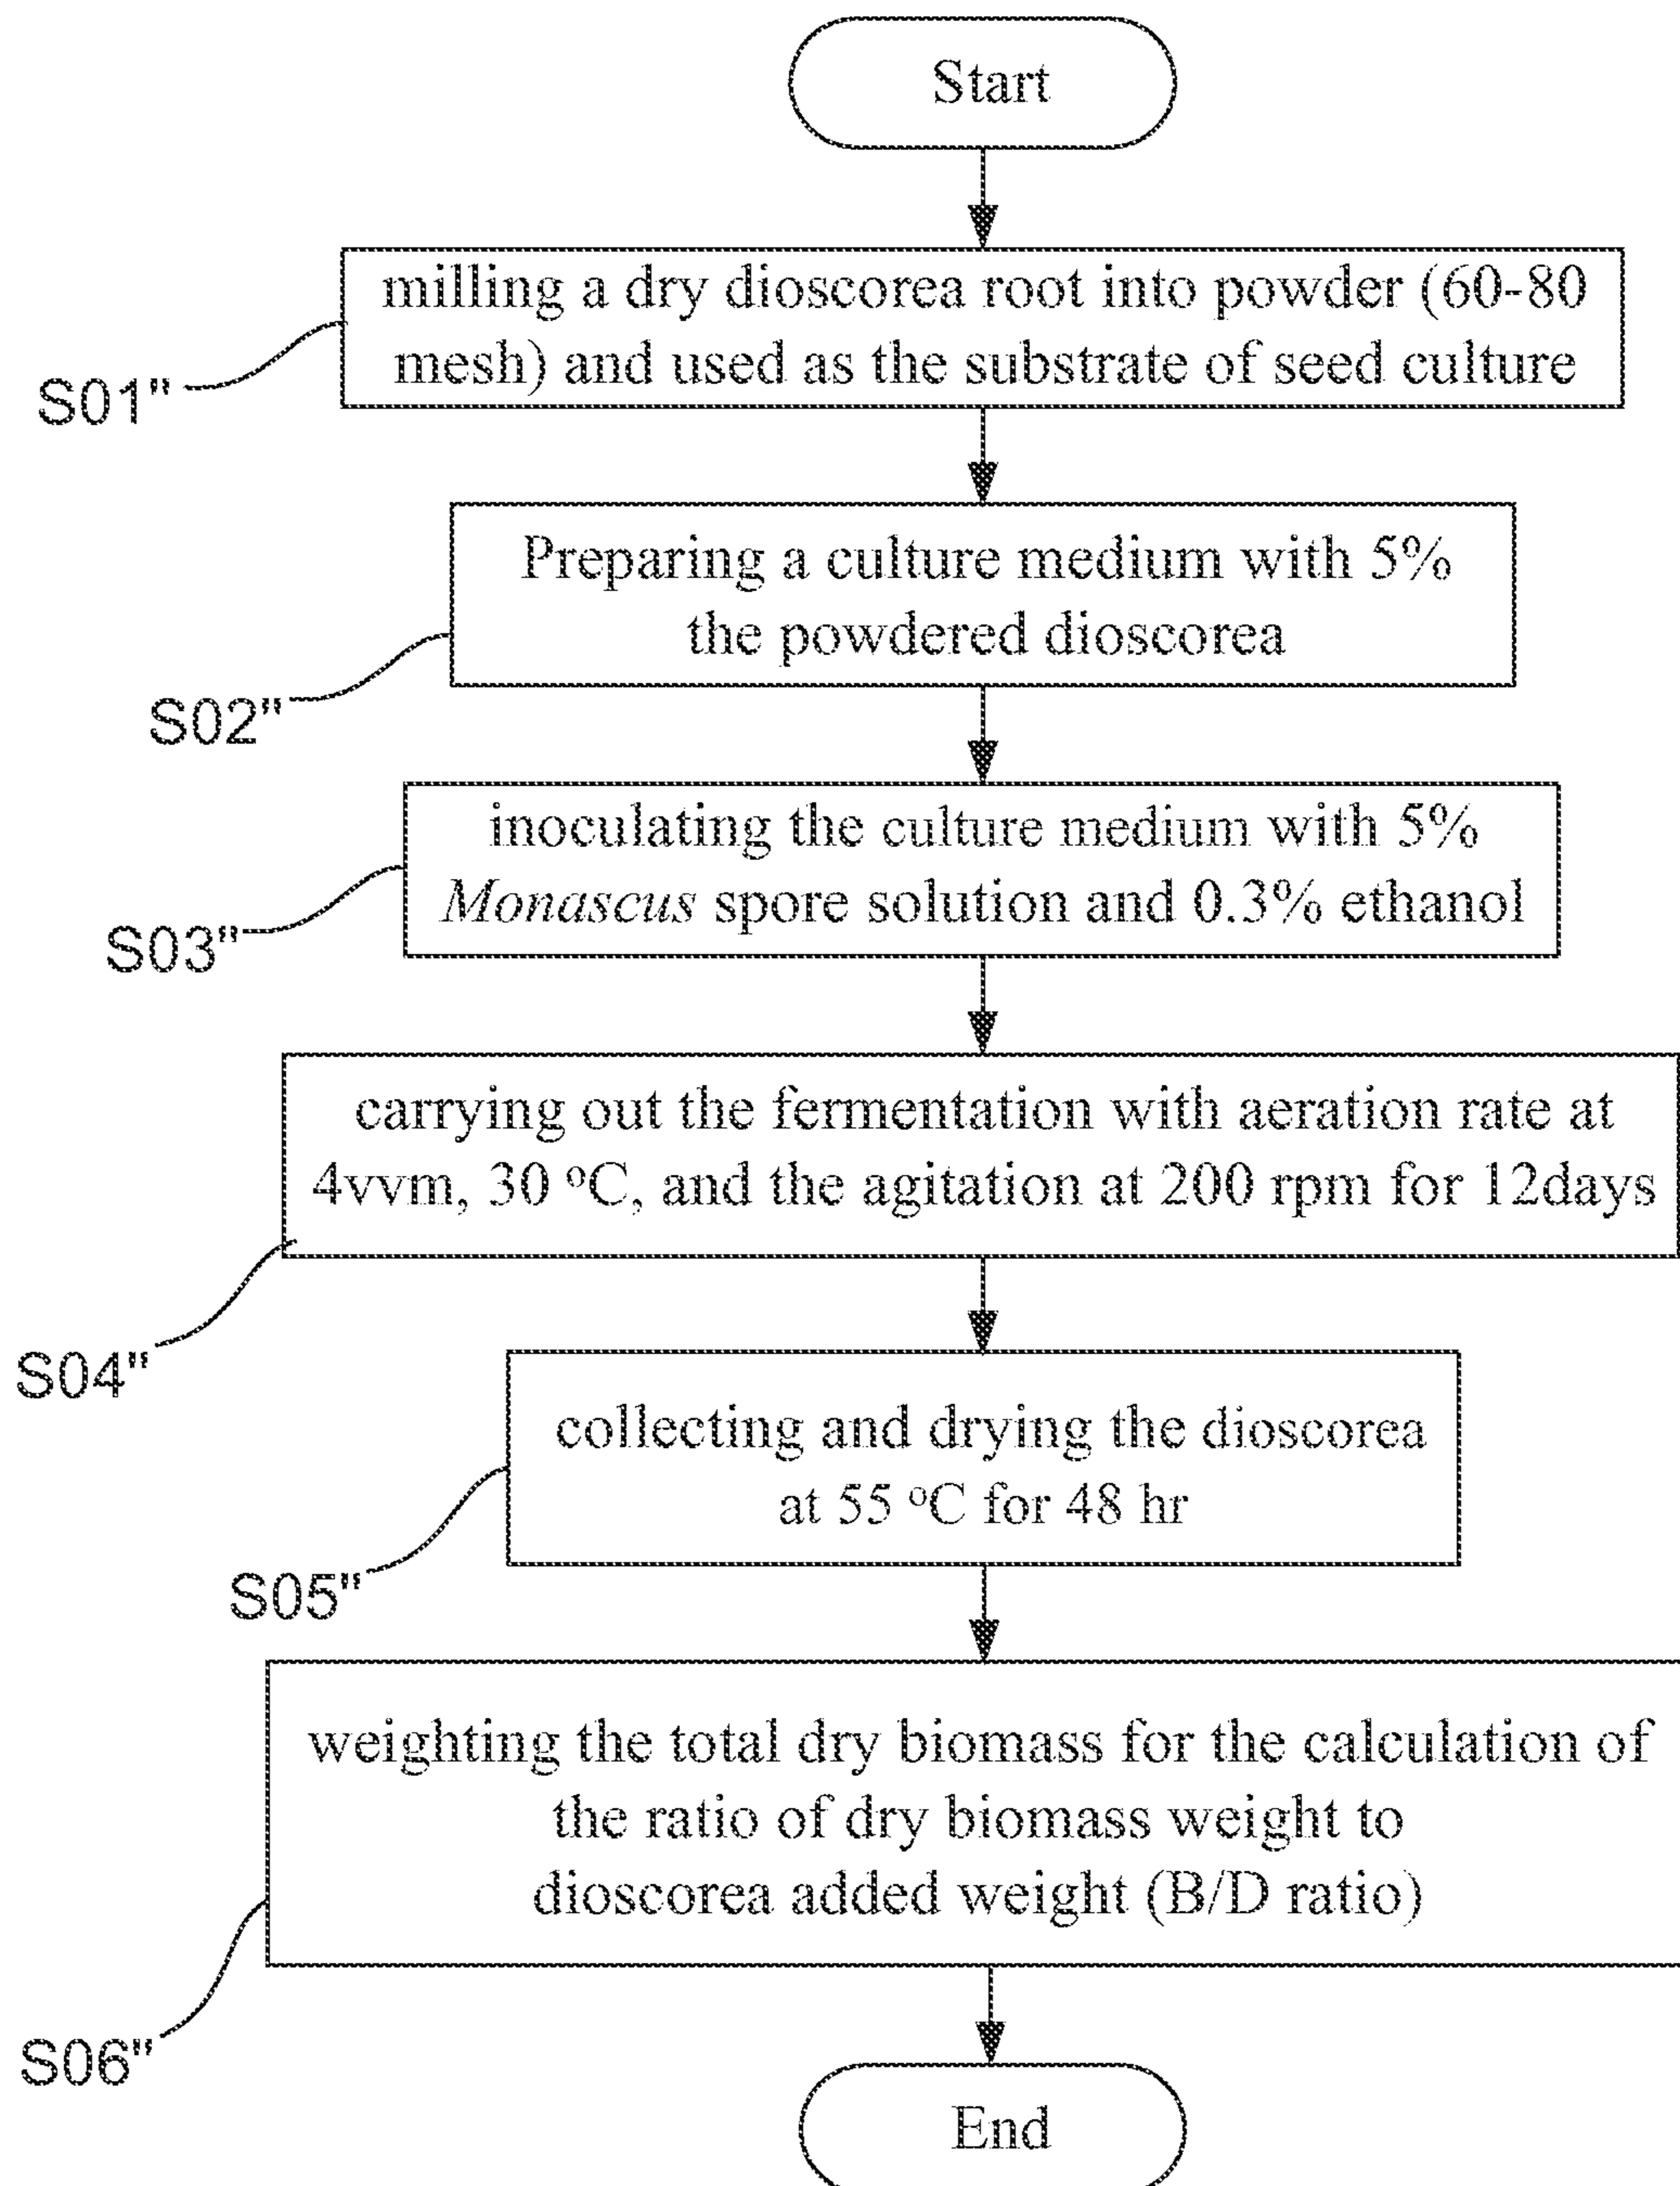 Start
milling a dry dioscorea root into powder (60-80
mesh) and used as the substrate of seed culture
S01"
Preparing a culture medium with 5%
the powdered dioscorea
S02"
inoculating the culture medium with 5%
Monascus spore solution and 0.3% ethanol
S03"
carrying out the fermentation with aeration rate at
4vvm, 30 °C, and the agitation at 200 rpm for 12days
S04"
collecting and drying the dioscorea
at 55 °C for 48 hr
S05"
weighting the total dry biomass for the calculation of
the ratio of dry biomass weight to
dioscorea added weight (B/D ratio)
S06"
End